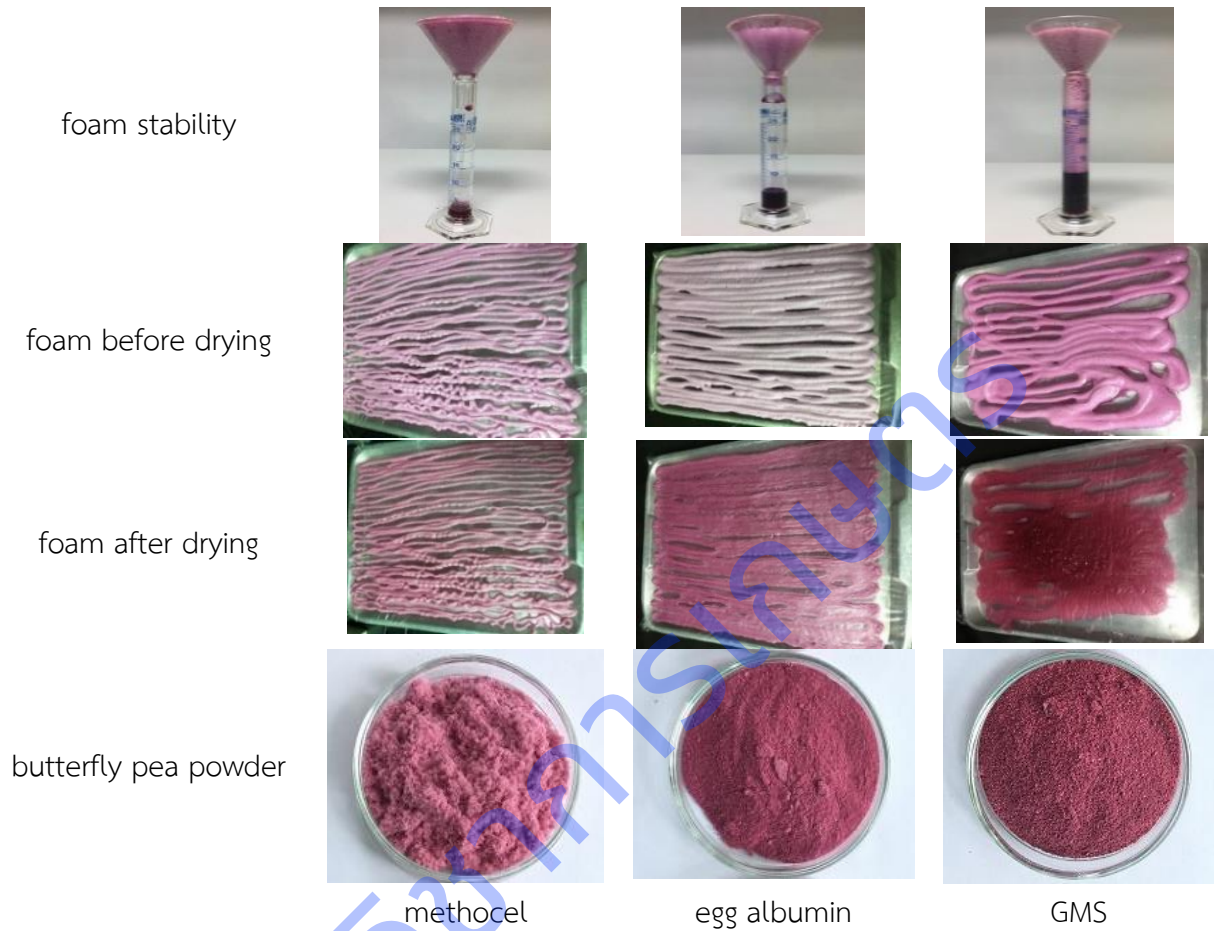 foam stability
foam before drying
foam after drying
butterfly pea powder
methocel egg albumin GMS